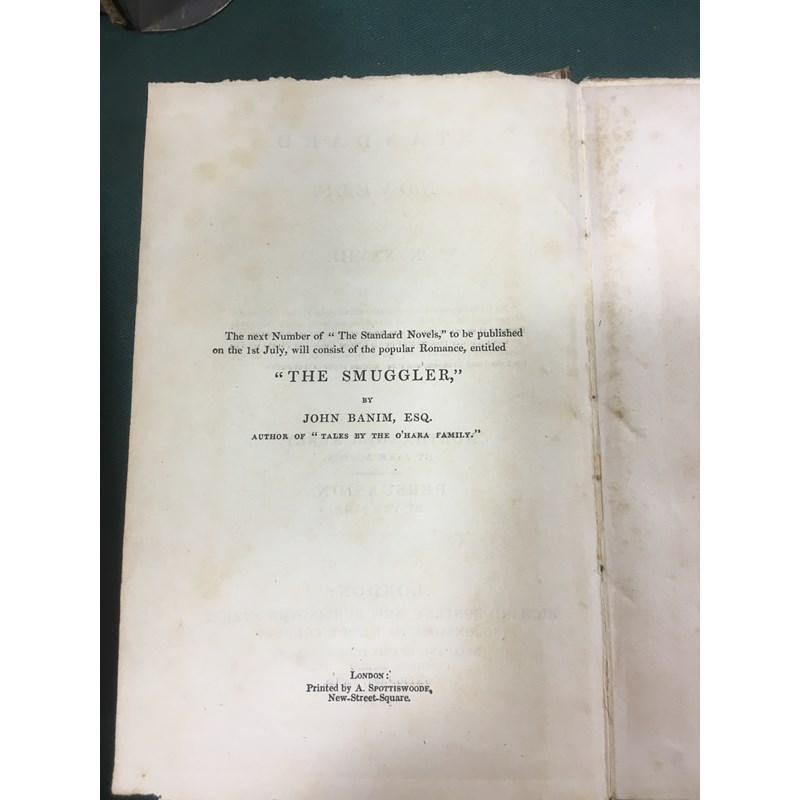 The next Number of "The Standard Novels," to be published
on the 1st July, will consist of the popular Romance, entitled
"THE SMUGGLER,"
BY
JOHN BANIM, ESQ.
AUTHOR OF "TALES BY THE O'HARA FAMILY."
LONDON:
Printed by A. SPOTTISWOODE,
New-Street-Square.